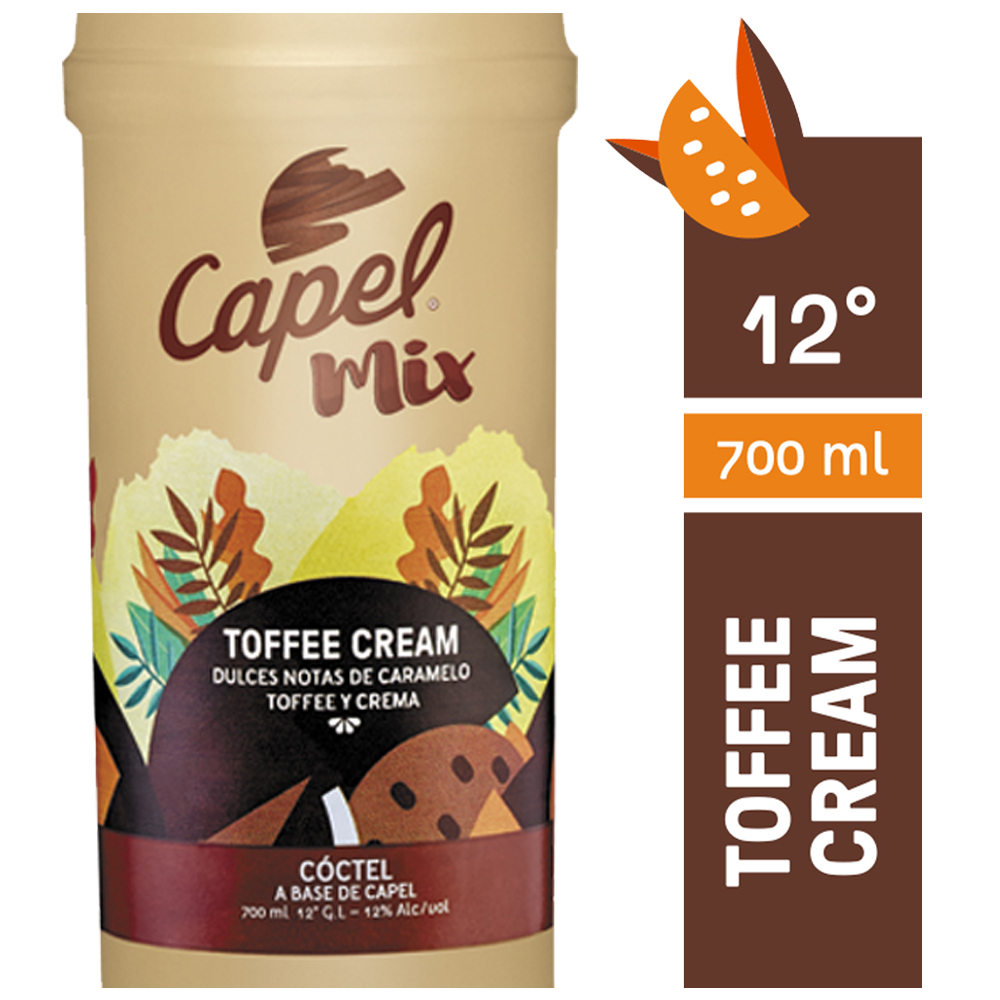 Capel®
Mix
TOFFEE CREAM
DULCES NOTAS DE CARAMELO
TOFFEE Y CREMA
CÓCTEL
A BASE DE CAPEL
700 ml 12° G.L – 12% Alc/vol
12°
700 ml
TOFFEE
CREAM